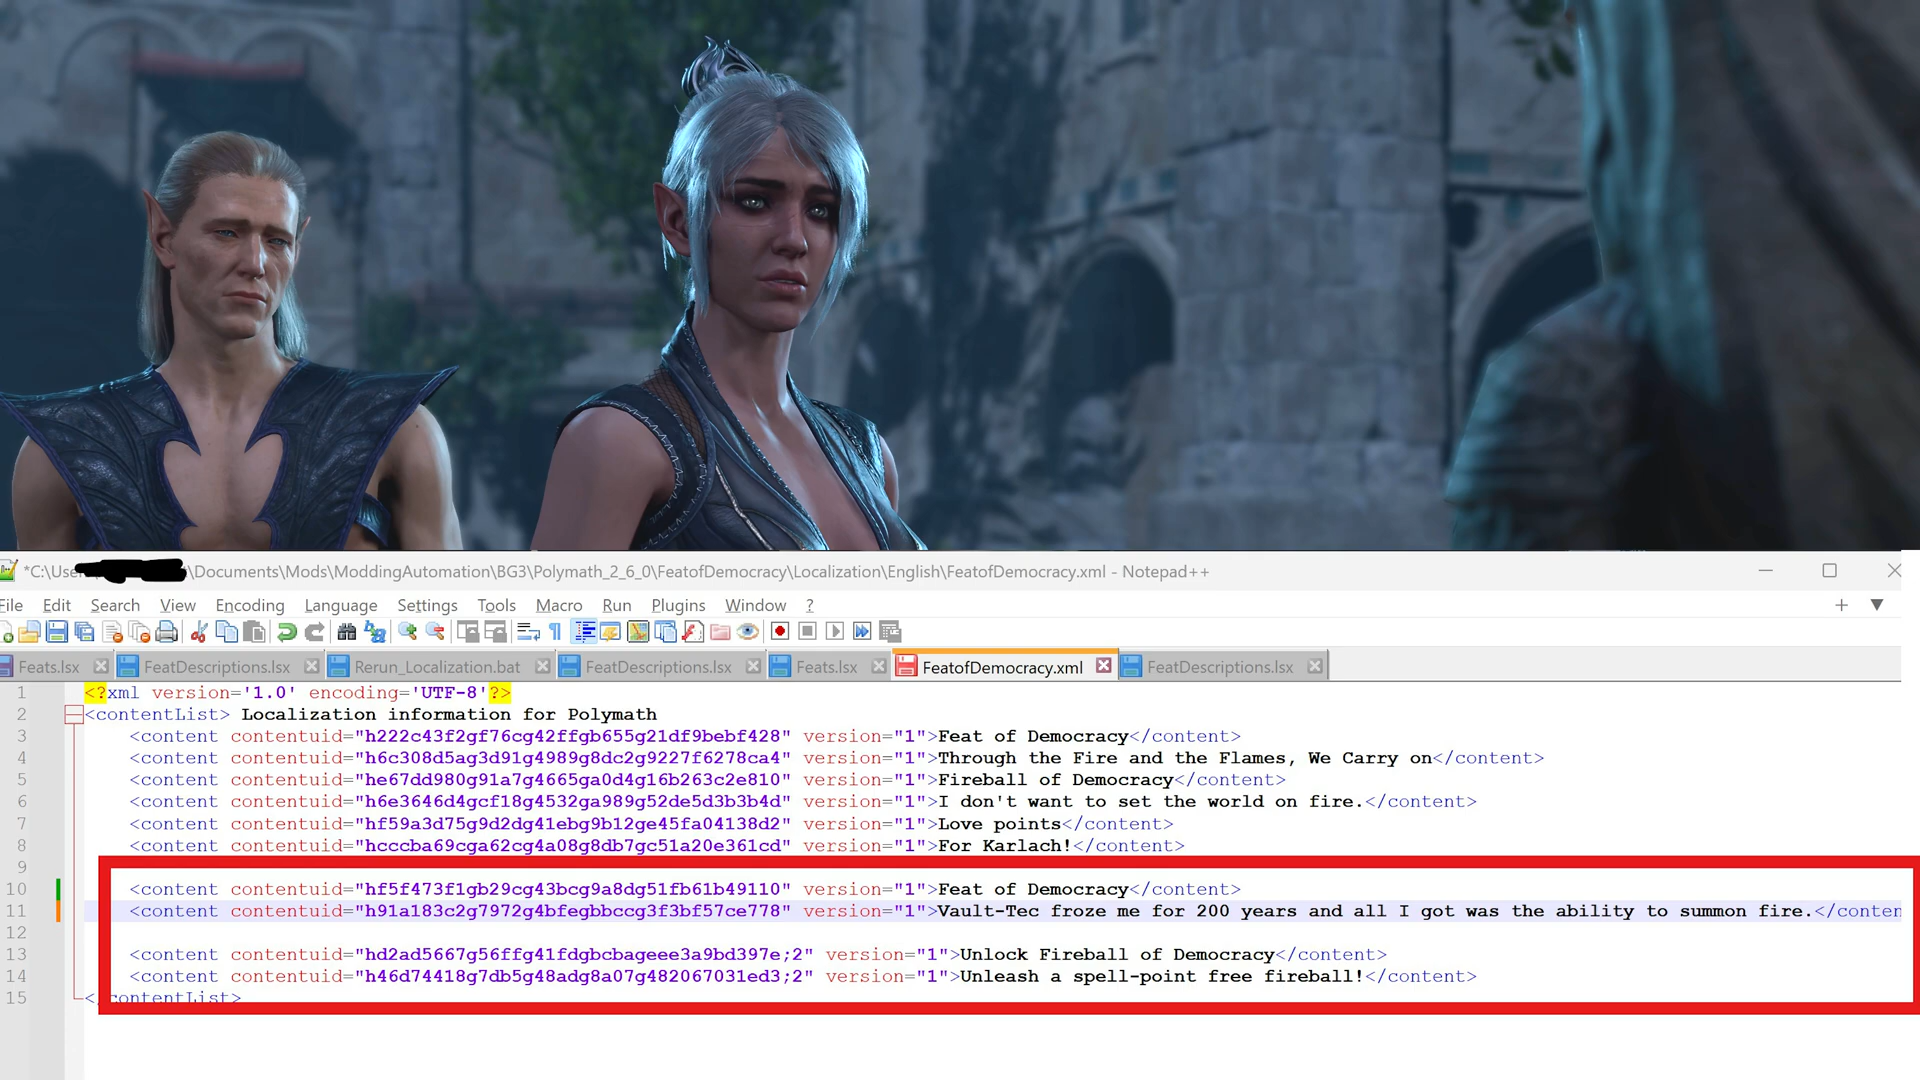 *C:\Use \Documents\Mods\ModdingAutomation\BG3\Polymath_2_6_0\FeatofDemocracy\Localization\English\FeatofDemocracy.xml - Notepad++
File Edit Search View Encoding Language Settings Tools Macro Run Plugins Window ?
Feats.lsx FeatDescriptions.lsx Rerun_Localization.bat FeatDescriptions.lsx Feats.lsx FeatofDemocracy.xml FeatDescriptions.lsx
1 <?xml version='1.0' encoding='UTF-8'?>
2 <contentList> Localization information for Polymath
3 <content contentuid="h222c43f2gf76cg42ffgb655g21df9bebf428" version="1">Feat of Democracy</content>
4 <content contentuid="h6c308d5ag3d91g4989g8dc2g9227f6278ca4" version="1">Through the Fire and the Flames, We Carry on</content>
5 <content contentuid="he67dd980g91a7g4665ga0d4g16b263c2e810" version="1">Fireball of Democracy</content>
6 <content contentuid="h6e3646d4gcf18g4532ga989g52de5d3b3b4d" version="1">I don't want to set the world on fire.</content>
7 <content contentuid="hf59a3d75g9d2dg41ebg9b12ge45fa04138d2" version="1">Love points</content>
8 <content contentuid="hcccba69cga62cg4a08g8db7gc51a20e361cd" version="1">For Karlach!</content>
9
10 <content contentuid="hf5f473f1gb29cg43bcg9a8dg51fb61b49110" version="1">Feat of Democracy</content>
11 <content contentuid="h91a183c2g7972g4bfegbbccg3f3bf57ce778" version="1">Vault-Tec froze me for 200 years and all I got was the ability to summon fire.</conten
12
13 <content contentuid="hd2ad5667g56ffg41fdgbcbageee3a9bd397e;2" version="1">Unlock Fireball of Democracy</content>
14 <content contentuid="h46d74418g7db5g48adg8a07g482067031ed3;2" version="1">Unleash a spell-point free fireball!</content>
15 </contentList>